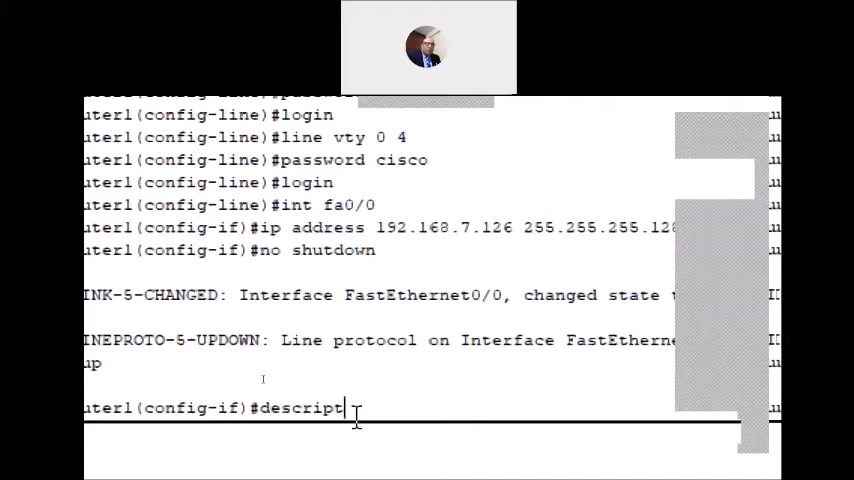 uter1(config-line)#login
uter1(config-line)#line vty 0 4
uter1(config-line)#password cisco
uter1(config-line)#login
uter1(config-line)#int fa0/0
uter1(config-if)#ip address 192.168.7.126 255.255.255.128
uter1(config-if)#no shutdown
INK-5-CHANGED: Interface FastEthernet0/0, changed state t
INEPROTO-5-UPDOWN: Line protocol on Interface FastEtherne
up
uter1(config-if)#descript